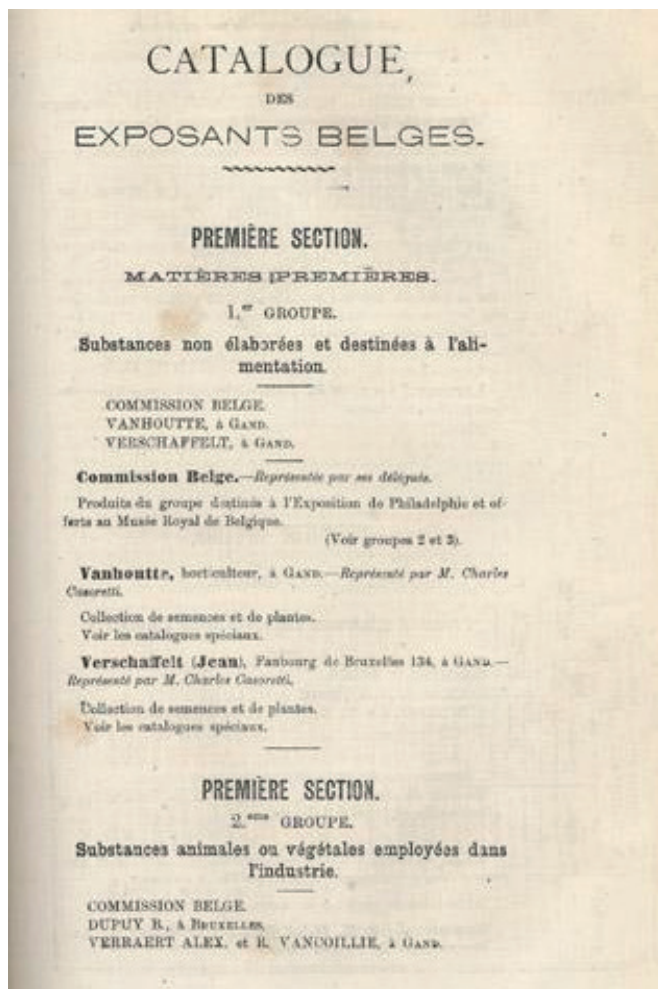 CATALOGUE,
DES
EXPOSANTS BELGES.
PREMIÈRE SECTION.
MATIÈRES PREMIÈRES.
1.er GROUPE.
Substances non élaborées et destinées à l'ali-
mentation.
COMMISSION BELGE.
VANHOUTTE, à GAND.
VERSCHAFFELT, à GAND.
Commission Belge.—Représentée par ses délégués.
Produits du groupe destinés à l'Exposition de Philadelphie et of-
ferts au Musée Royal de Belgique.
(Voir groupes 2 et 3).
Vanhoutte, horticulteur, à GAND.—Représenté par M. Charles
Casoretti.
Collection de semences et de plantes.
Voir les catalogues spéciaux.
Verschaffelt (Jean), Faubourg de Bruxelles 134, à GAND.—
Représenté par M. Charles Casoretti.
Collection de semences et de plantes.
Voir les catalogues spéciaux.
PREMIÈRE SECTION.
2.eme GROUPE.
Substances animales ou végétales employées dans
l'industrie.
COMMISSION BELGE.
DUPUY B., à BRUXELLES.
VERRAERT ALEX. et R. VANCOILLIE, à GAND.